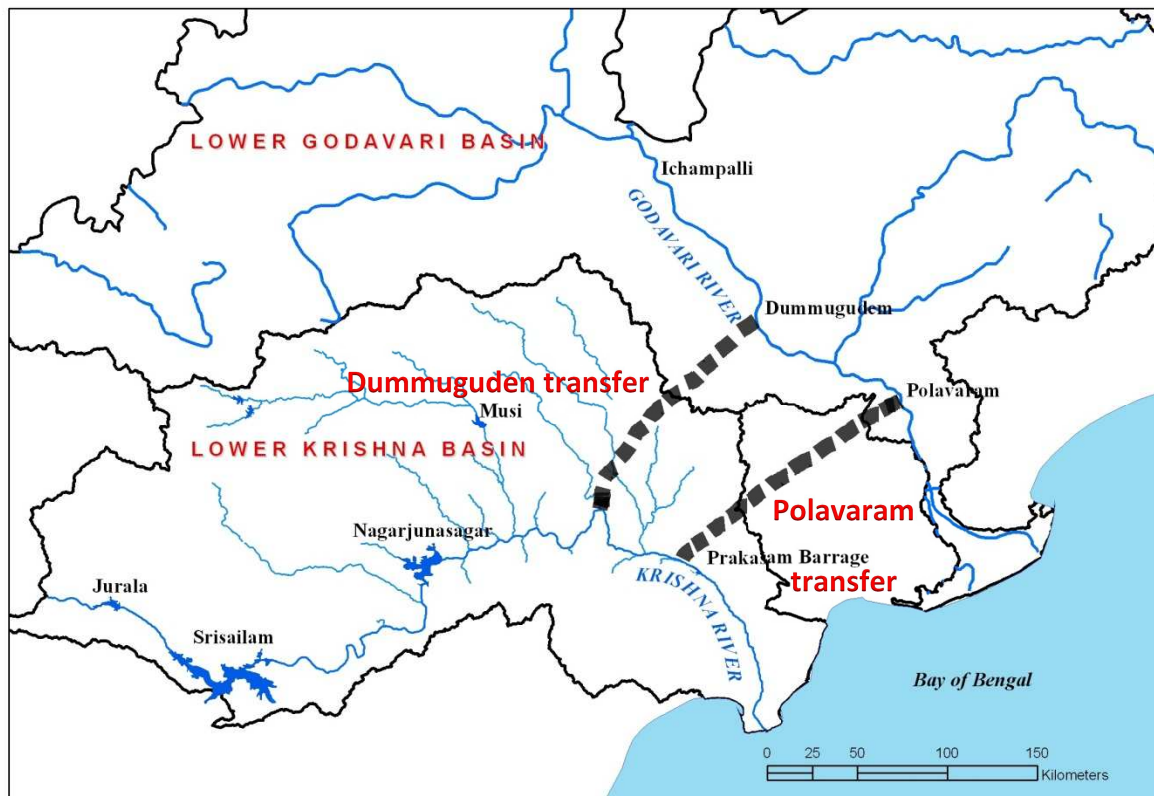 LOWER GODAVARI BASIN
Ichampalli
GODAVARI RIVER
Dummugudem
Dummuguden transfer
Polavaram
Musi
LOWER KRISHNA BASIN
Polavaram
transfer
Nagarjunasagar
Prakasam Barrage
KRISHNA RIVER
Jurala
Srisailam
Bay of Bengal
0 25 50 100 150
Kilometers